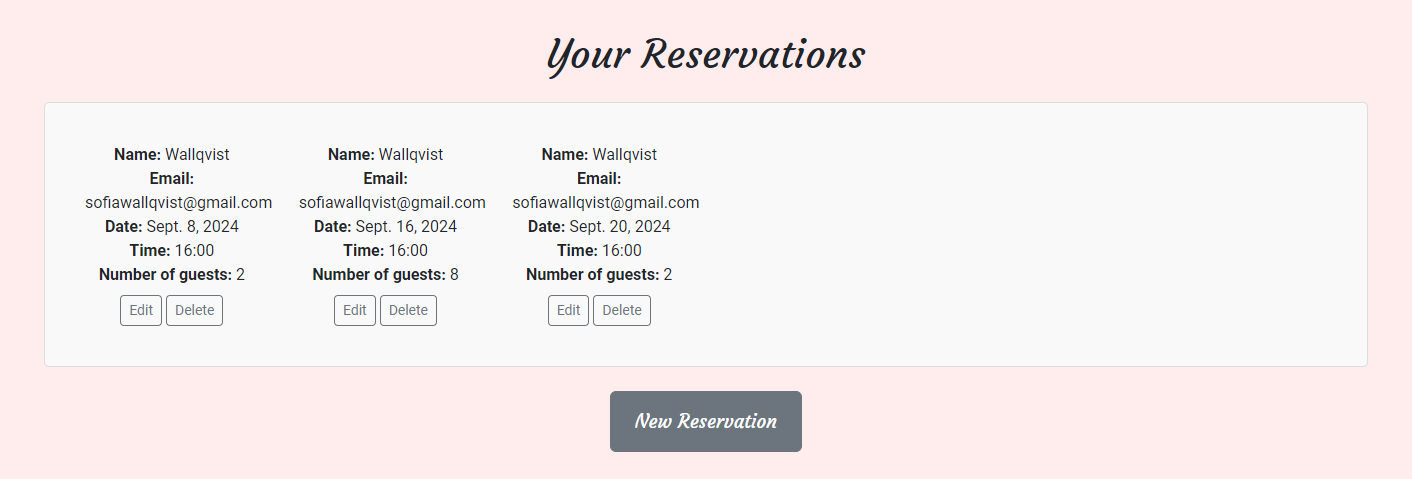 Your Reservations
Name: Wallqvist
Email:
sofiawallqvist@gmail.com
Date: Sept. 8, 2024
Time: 16:00
Number of guests: 2
Edit Delete
Name: Wallqvist
Email:
sofiawallqvist@gmail.com
Date: Sept. 16, 2024
Time: 16:00
Number of guests: 8
Edit Delete
Name: Wallqvist
Email:
sofiawallqvist@gmail.com
Date: Sept. 20, 2024
Time: 16:00
Number of guests: 2
Edit Delete
New Reservation